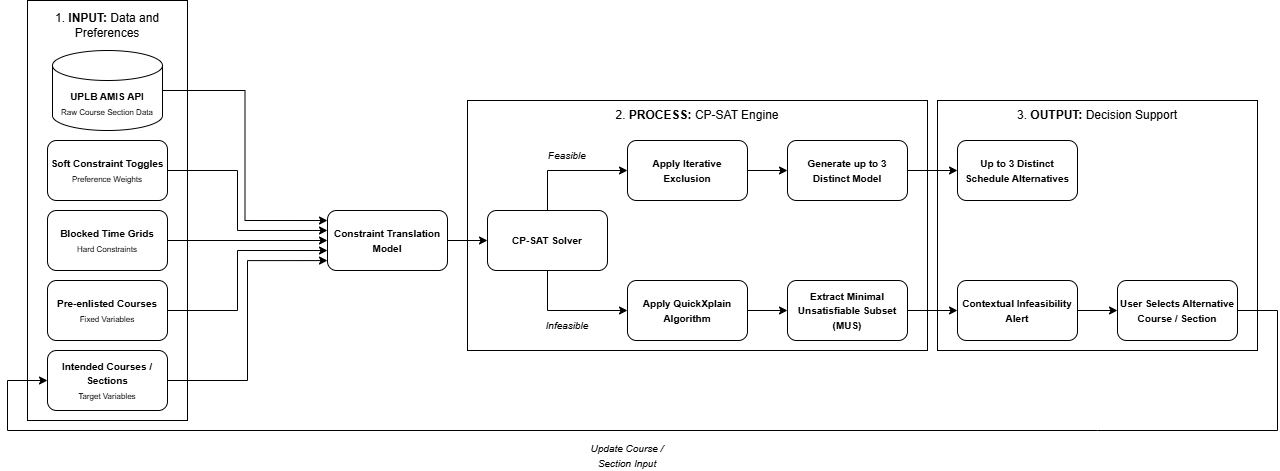 1. INPUT: Data and
Preferences
UPLB AMIS API
Raw Course Section Data
Soft Constraint Toggles
Preference Weights
Blocked Time Grids
Hard Constraints
Pre-enlisted Courses
Fixed Variables
Intended Courses /
Sections
Target Variables
Constraint Translation
Model
2. PROCESS: CP-SAT Engine
CP-SAT Solver
Feasible
Apply Iterative
Exclusion
Generate up to 3
Distinct Model
Infeasible
Apply QuickXplain
Algorithm
Extract Minimal
Unsatisfiable Subset
(MUS)
3. OUTPUT: Decision Support
Up to 3 Distinct
Schedule Alternatives
Contextual Infeasibility
Alert
User Selects Alternative
Course / Section
Update Course /
Section Input